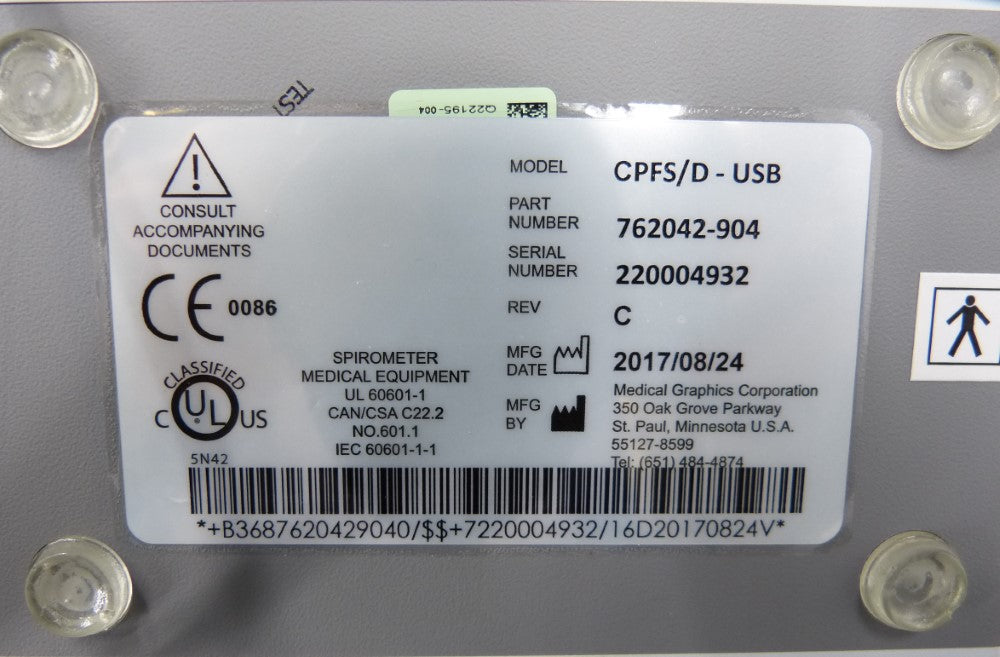 TEST
Q22195-004
CONSULT
ACCOMPANYING
DOCUMENTS
CE 0086
CLASSIFIED
C UL US
5N42
SPIROMETER
MEDICAL EQUIPMENT
UL 60601-1
CAN/CSA C22.2
NO.601.1
IEC 60601-1-1
MODEL CPFS/D - USB
PART
NUMBER 762042-904
SERIAL
NUMBER 220004932
REV C
MFG
DATE 2017/08/24
MFG
BY
Medical Graphics Corporation
350 Oak Grove Parkway
St. Paul, Minnesota U.S.A.
55127-8599
Tel: (651) 484-4874
*+B3687620429040/$$+7220004932/16D20170824V*